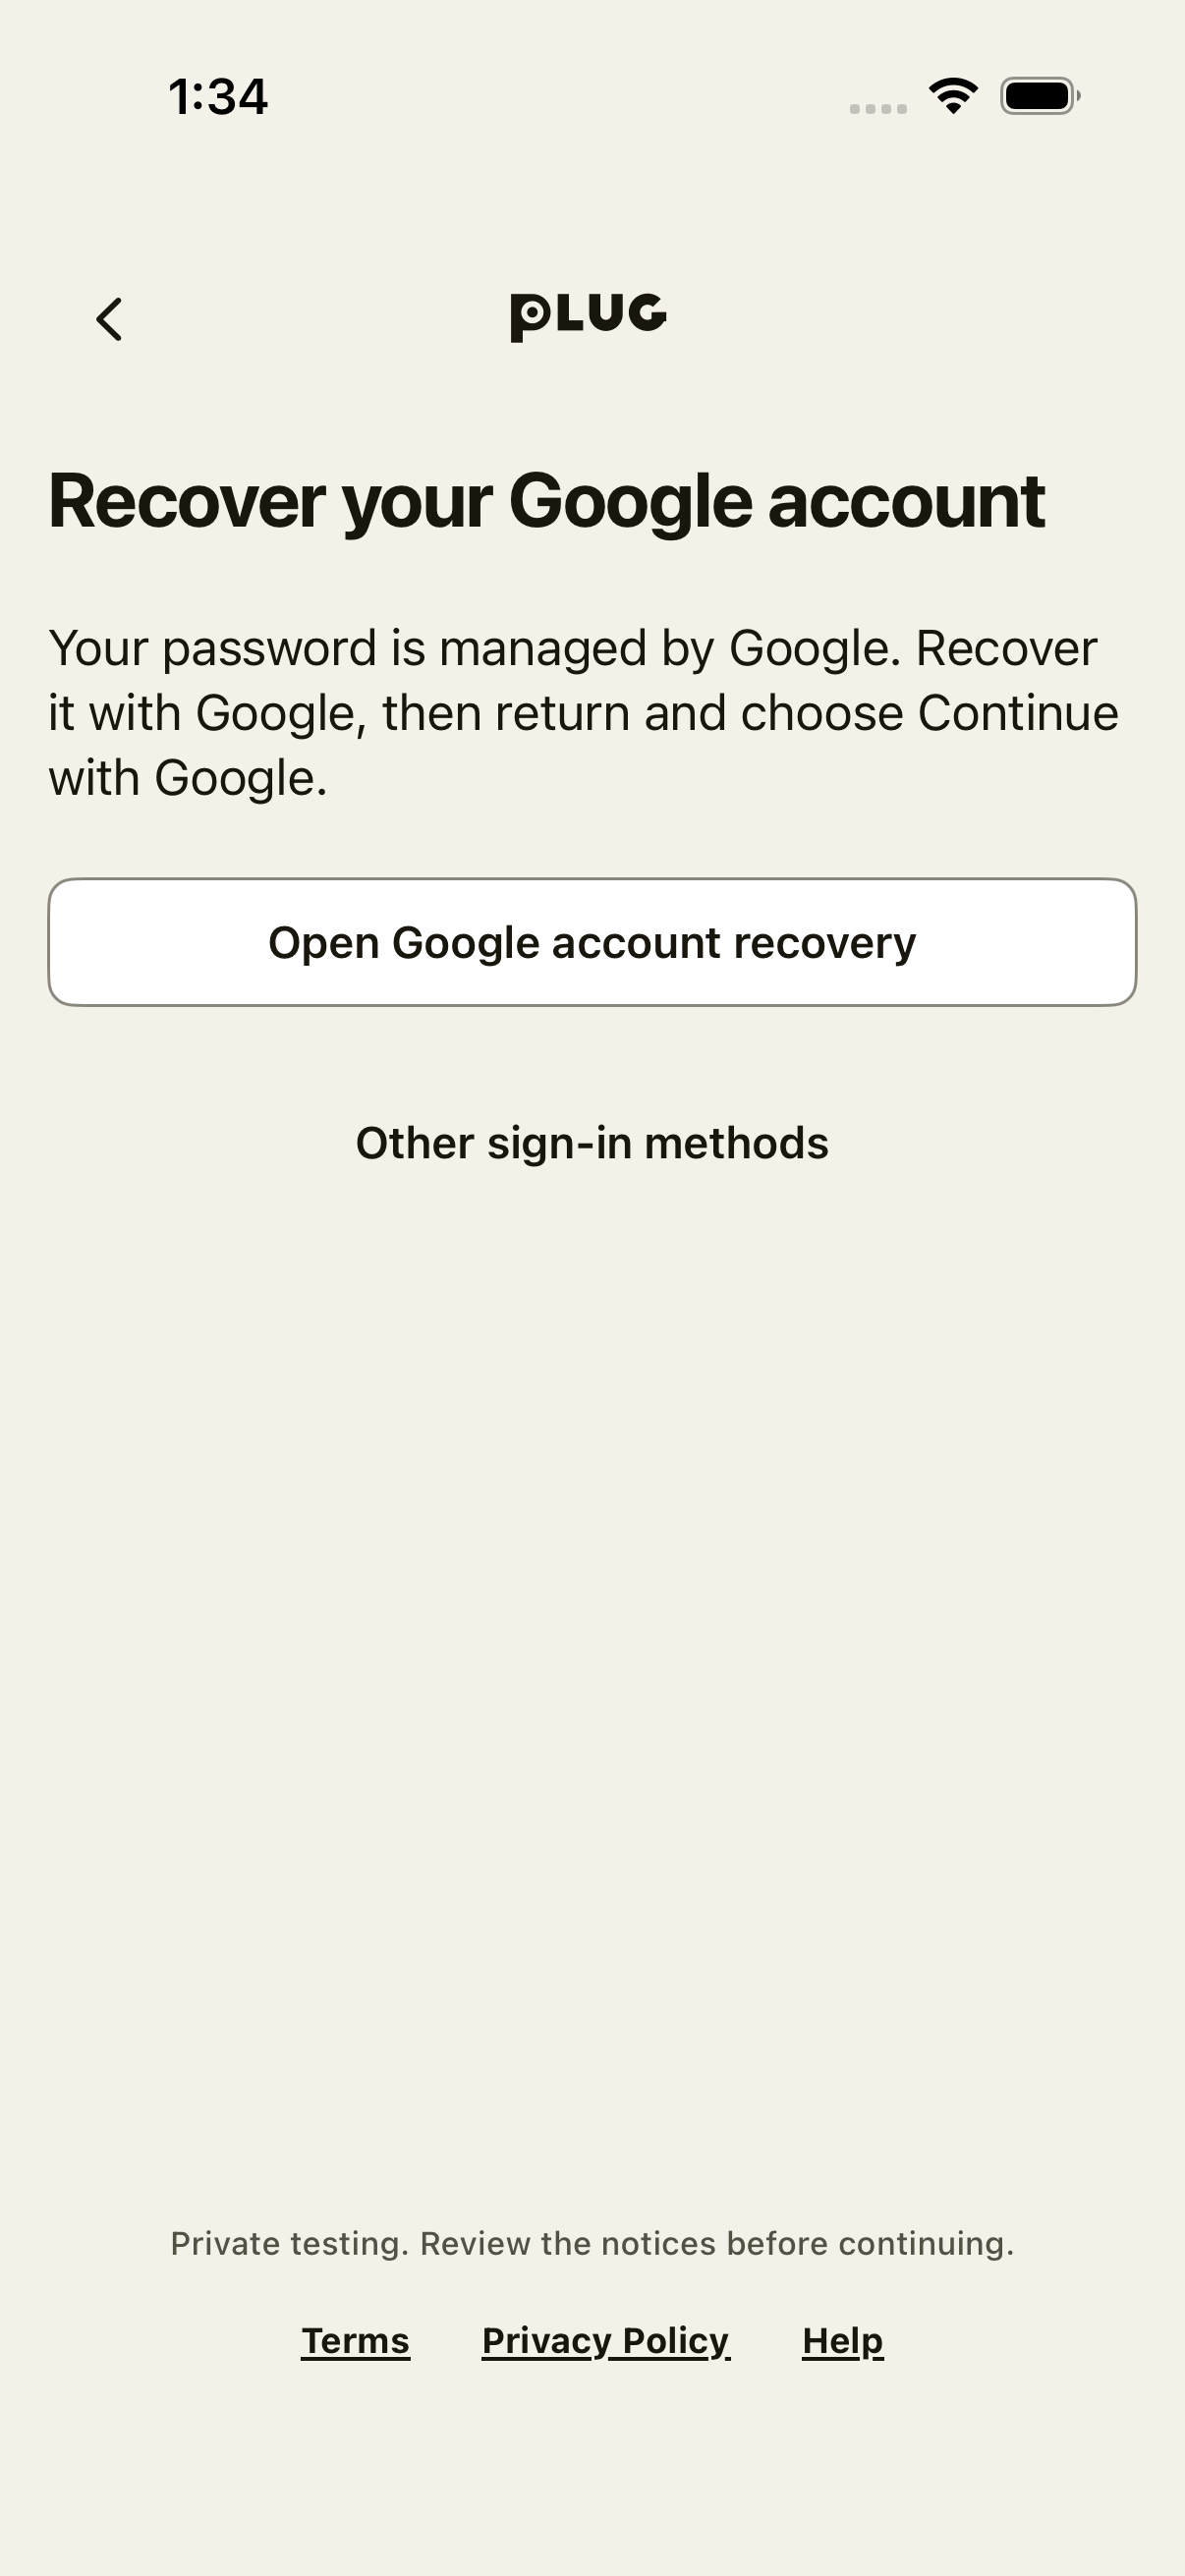 1:34
PLUG
Recover your Google account
Your password is managed by Google. Recover
it with Google, then return and choose Continue
with Google.
Open Google account recovery
Other sign-in methods
Private testing. Review the notices before continuing.
Terms Privacy Policy Help